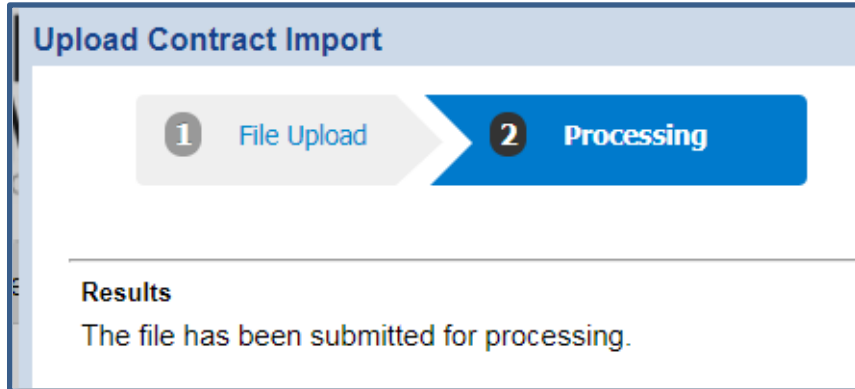 Upload Contract Import
1 File Upload 2 Processing
Results
The file has been submitted for processing.